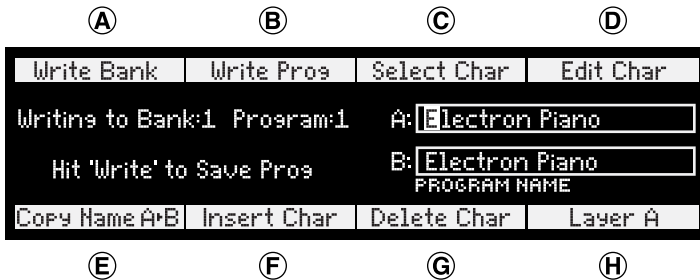 A B C D
Write Bank Write Prog Select Char Edit Char
Writing to Bank:1 Program:1 A: Electron Piano
Hit 'Write' to Save Prog B: Electron Piano
PROGRAM NAME
Copy Name A▸B Insert Char Delete Char Layer A
E F G H